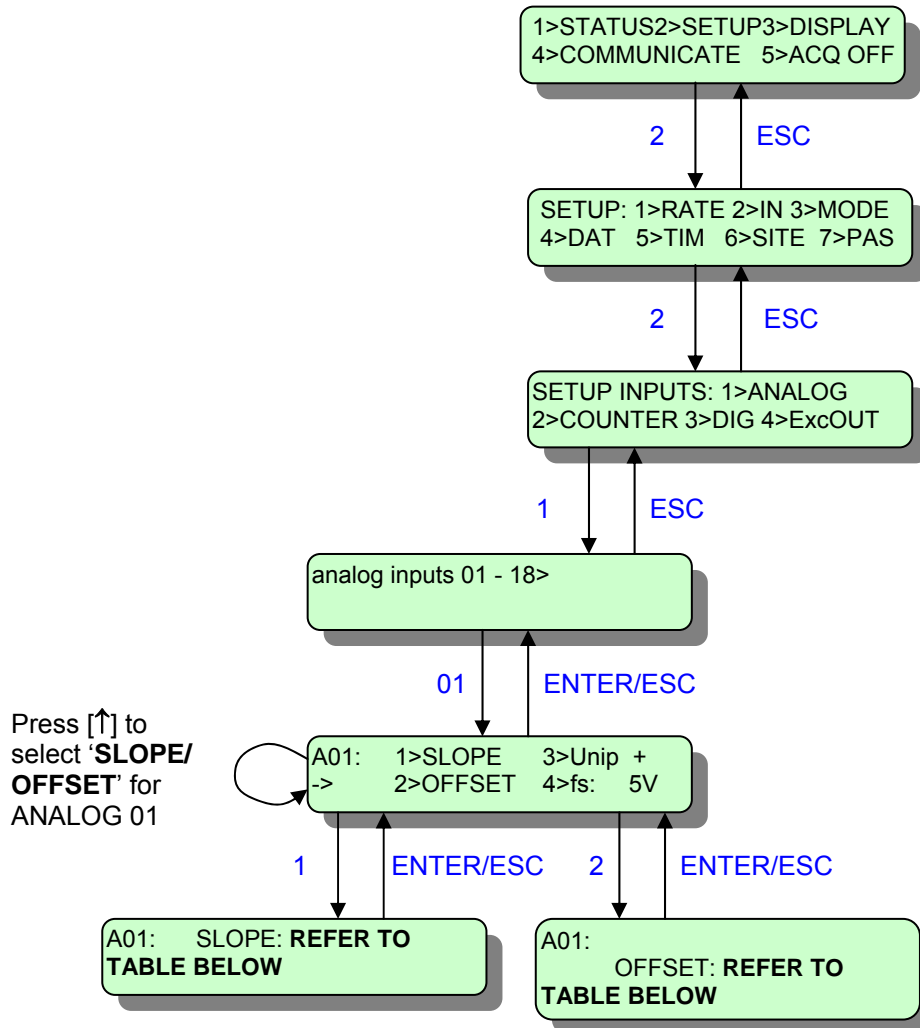 1>STATUS2>SETUP3>DISPLAY
4>COMMUNICATE 5>ACQ OFF
2 ESC
SETUP: 1>RATE 2>IN 3>MODE
4>DAT 5>TIM 6>SITE 7>PAS
2 ESC
SETUP INPUTS: 1>ANALOG
2>COUNTER 3>DIG 4>ExcOUT
1 ESC
analog inputs 01 - 18>
01 ENTER/ESC
Press [↑] to
select ‘SLOPE/
OFFSET’ for
ANALOG 01
A01: 1>SLOPE 3>Unip +
-> 2>OFFSET 4>fs: 5V
1 ENTER/ESC 2 ENTER/ESC
A01: SLOPE: REFER TO
TABLE BELOW
A01:
OFFSET: REFER TO
TABLE BELOW